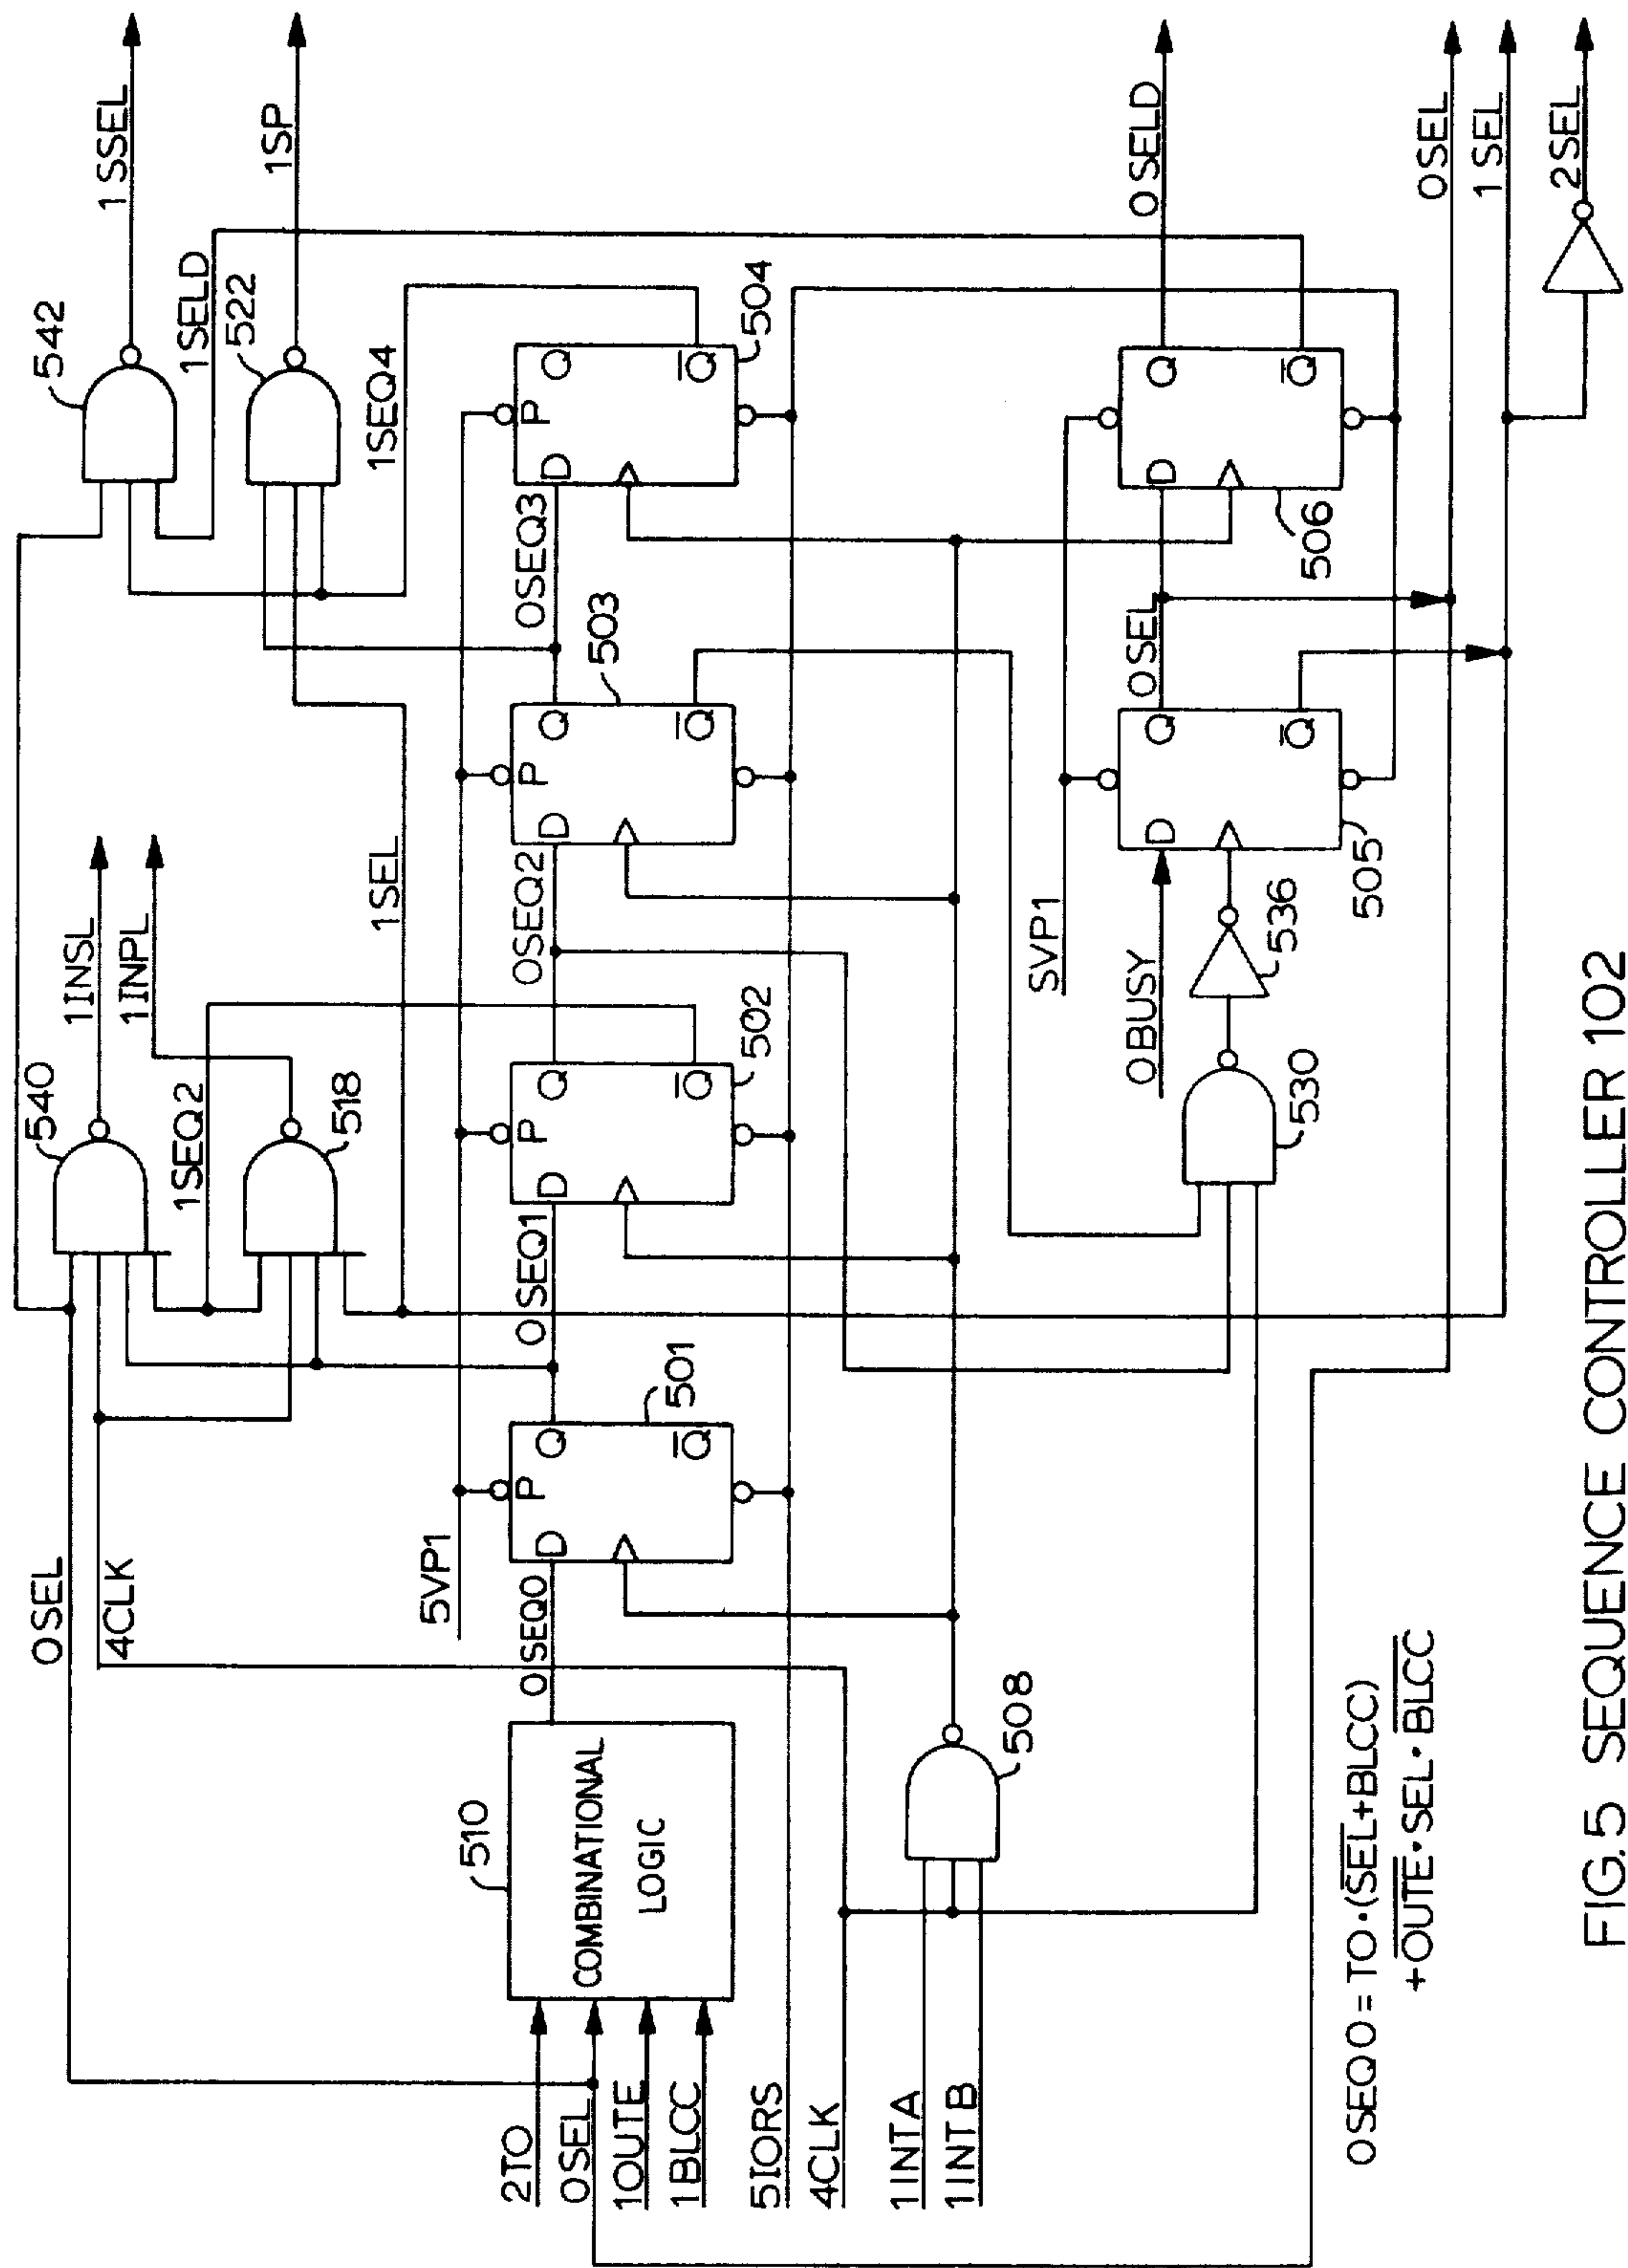 0SEL
4CLK
540
1INSL
1INPL
1SEQ2
518
542
1SSEL
1SELD
522
1SP
1SEL
1SEQ4
5VP1
510
COMBINATIONAL
LOGIC
2TO
0SEL
1OUTE
1BLCC
0SEQ0
D P Q Q
501
0SEQ1
D P Q Q
502
0SEQ2
D P Q Q
503
0SEQ3
D P Q Q
504
5IORS
4CLK
1INTA
1INTB
508
SVP1
0BUSY
530
536
D Q Q
505
0SEL
D Q Q
506
0SELD
0SEL
1SEL
2SEL
0SEQ0 = TO·(SEL+BLCC)
+OUTE·SEL·BLCC
FIG.5 SEQUENCE CONTROLLER 102